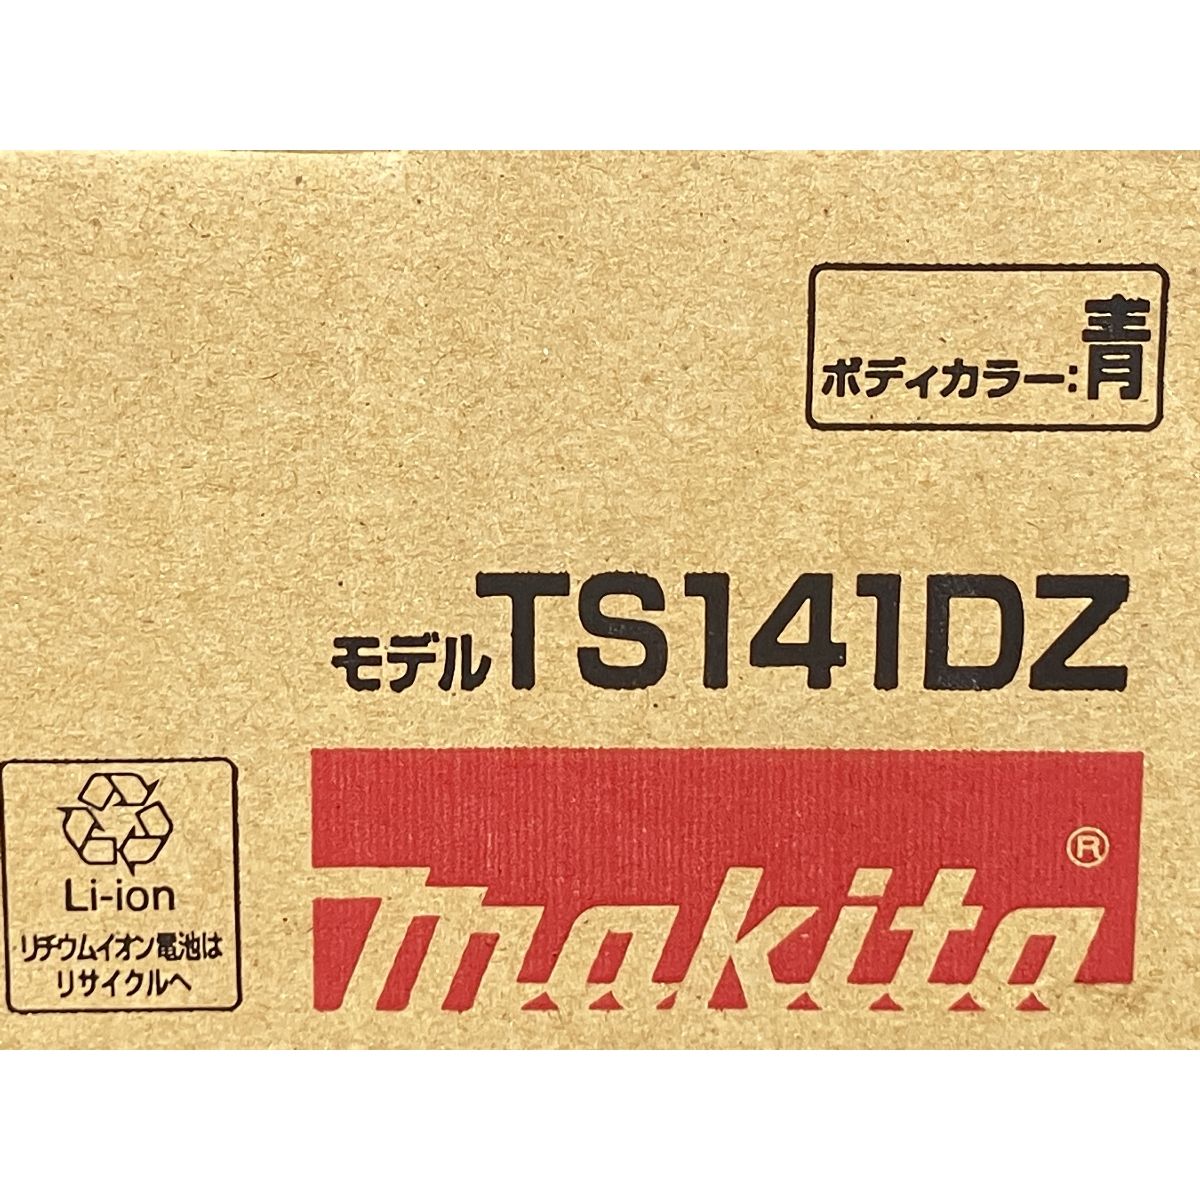 ボディカラー:青
モデルTS141DZ
makita®
Li-ion
リチウムイオン電池は
リサイクルへ